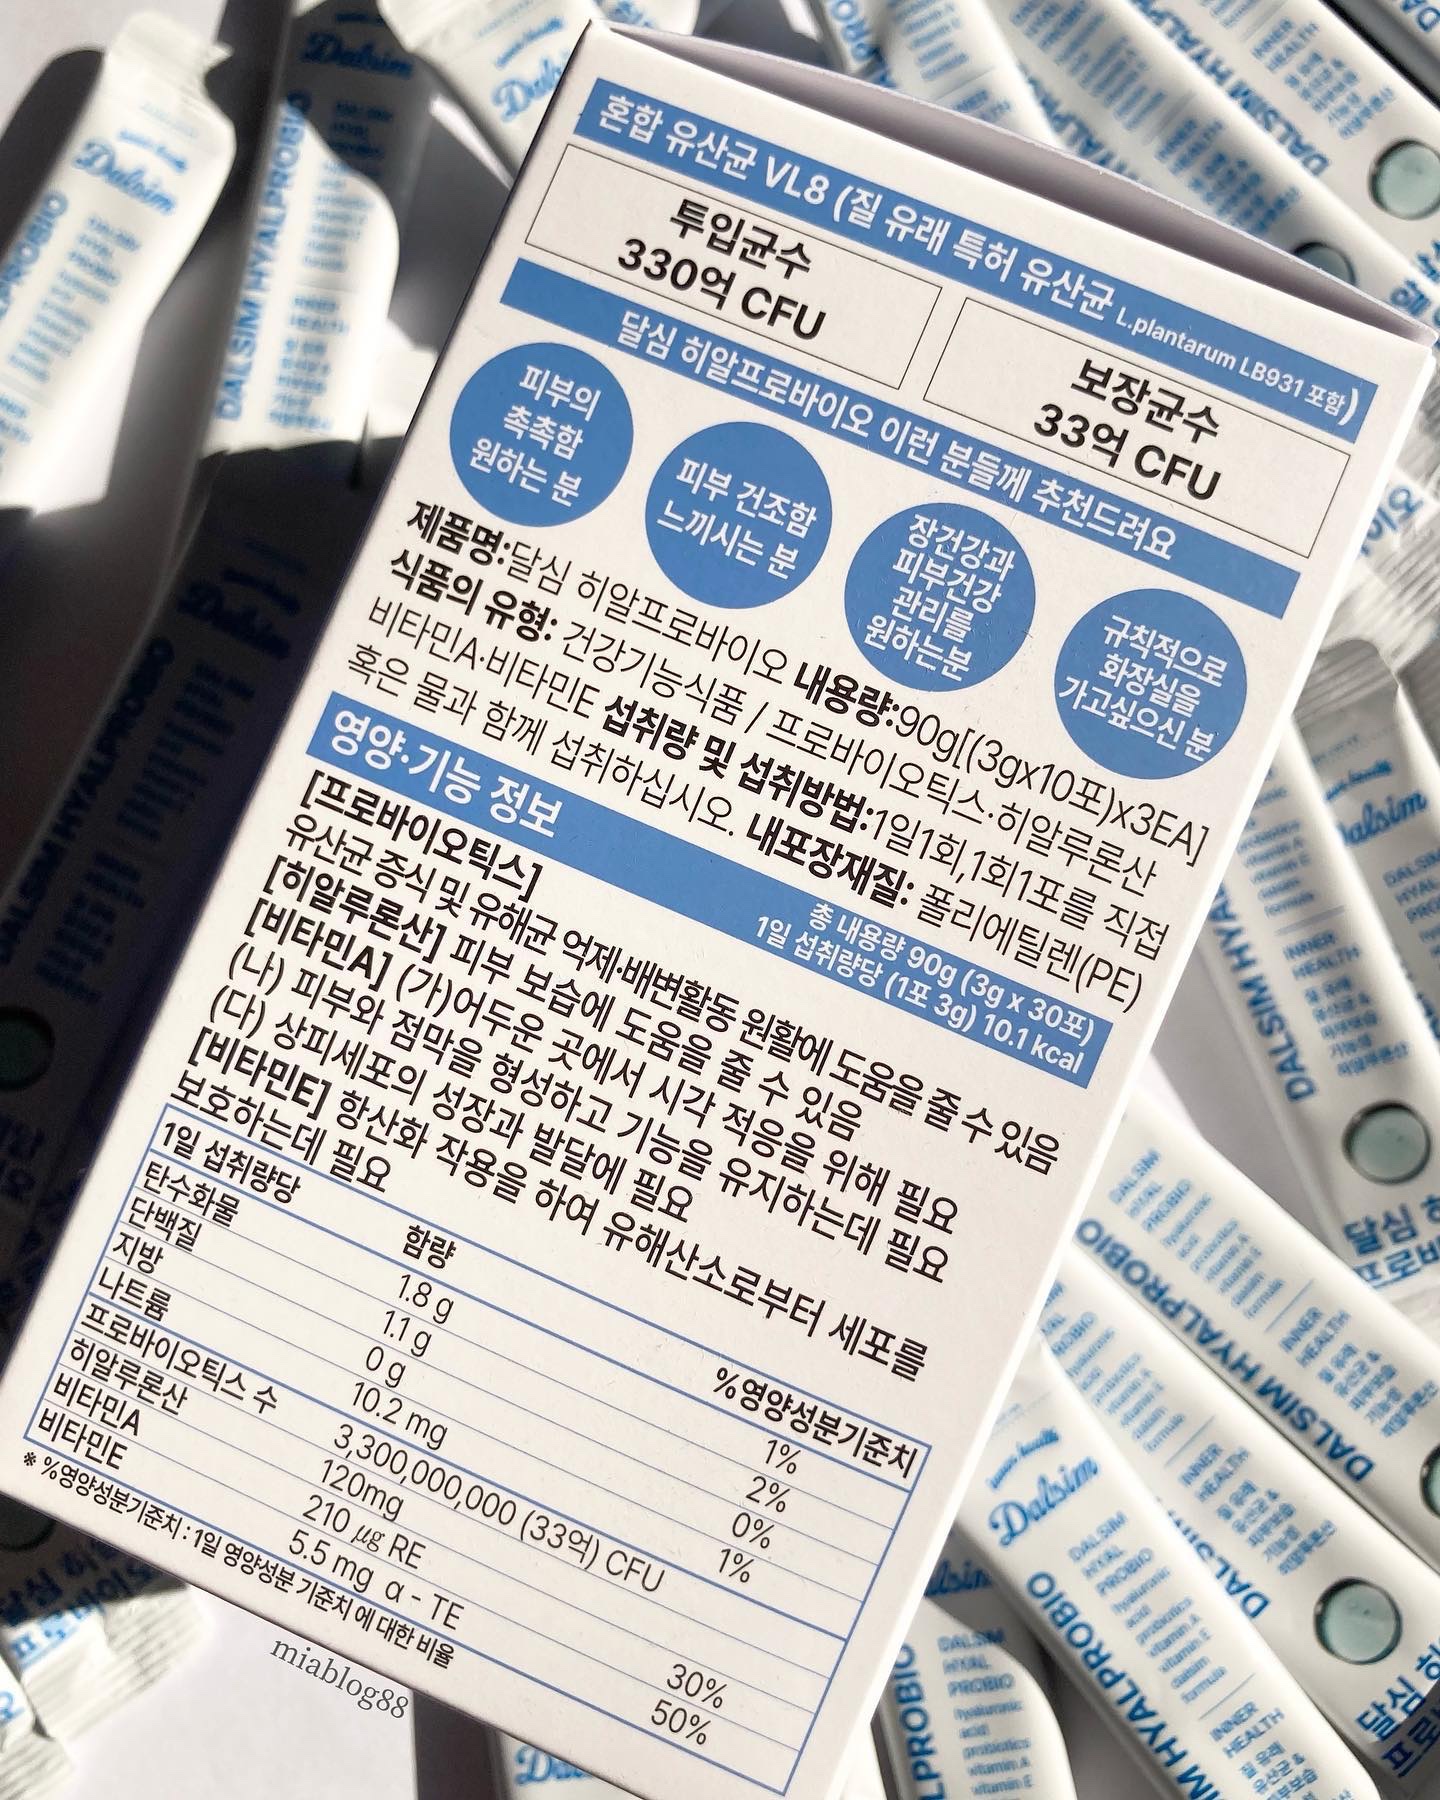 혼합 유산균 VL8 (질 유래 특허 유산균 L.plantarum LB931 포함)
투입균수
330억 CFU
보장균수
33억 CFU
달심 히알프로바이오 이런 분들께 추천드려요
피부의
촉촉함
원하는 분
피부 건조함
느끼시는 분
장건강과
피부건강
관리를
원하는분
규칙적으로
화장실을
가고싶으신 분
제품명:달심 히알프로바이오 내용량:90g[(3gx10포)x3EA]
식품의 유형: 건강기능식품 / 프로바이오틱스·히알루론산
비타민A·비타민E 섭취량 및 섭취방법:1일1회,1회1포를 직접
혹은 물과 함께 섭취하십시오. 내포장재질: 폴리에틸렌(PE)
영양·기능 정보
총 내용량 90g (3g x 30포)
1일 섭취량당 (1포 3g) 10.1 kcal
[프로바이오틱스]
유산균 증식 및 유해균 억제·배변활동 원활에 도움을 줄 수 있음
[히알루론산] 피부 보습에 도움을 줄 수 있음
[비타민A] (가)어두운 곳에서 시각 적응을 위해 필요
(나) 피부와 점막을 형성하고 기능을 유지하는데 필요
(다) 상피세포의 성장과 발달에 필요
[비타민E] 항산화 작용을 하여 유해산소로부터 세포를
보호하는데 필요
1일 섭취량당 함량 %영양성분기준치
탄수화물 1.8 g 1%
단백질 1.1 g 2%
지방 0 g 0%
나트륨 10.2 mg 1%
프로바이오틱스 수 3,300,000,000 (33억) CFU
히알루론산 120mg
비타민A 210 μg RE 30%
비타민E 5.5 mg α - TE 50%
※ %영양성분기준치 : 1일 영양성분 기준치 에 대한 비율
miablog88
Dalsim
DALSIM HYALPROBIO
Dalsim
DALSIM HYALPROBIO
INNER
HEALTH
Dalsim
DALSIM
HYAL
PROBIO
DALSIM HYALPROBIO
INNER
HEALTH